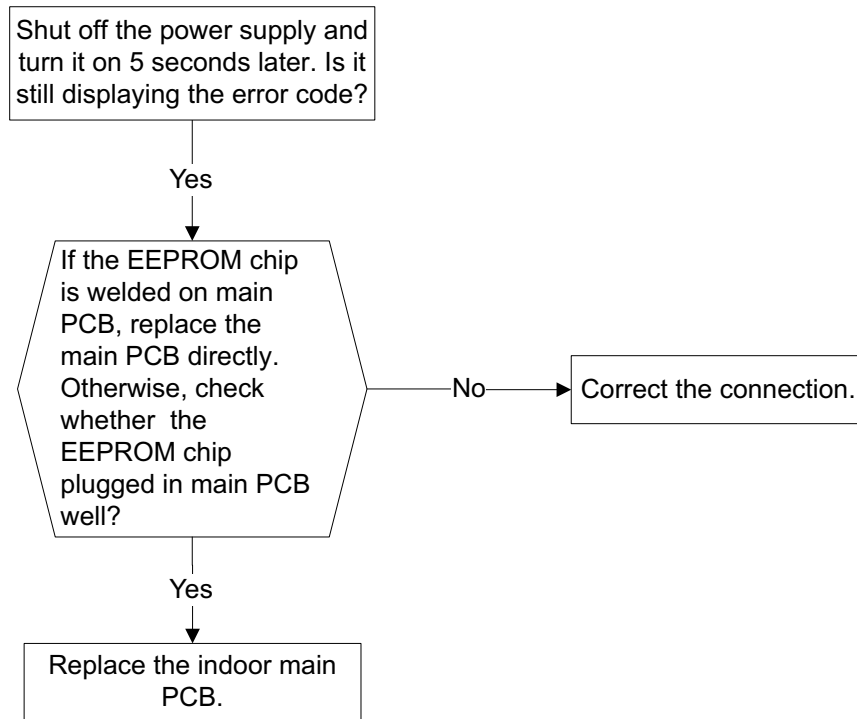 Shut off the power supply and
turn it on 5 seconds later. Is it
still displaying the error code?
Yes
If the EEPROM chip
is welded on main
PCB, replace the
main PCB directly.
Otherwise, check
whether  the
EEPROM chip
plugged in main PCB
well?
No
Correct the connection.
Yes
Replace the indoor main
PCB.